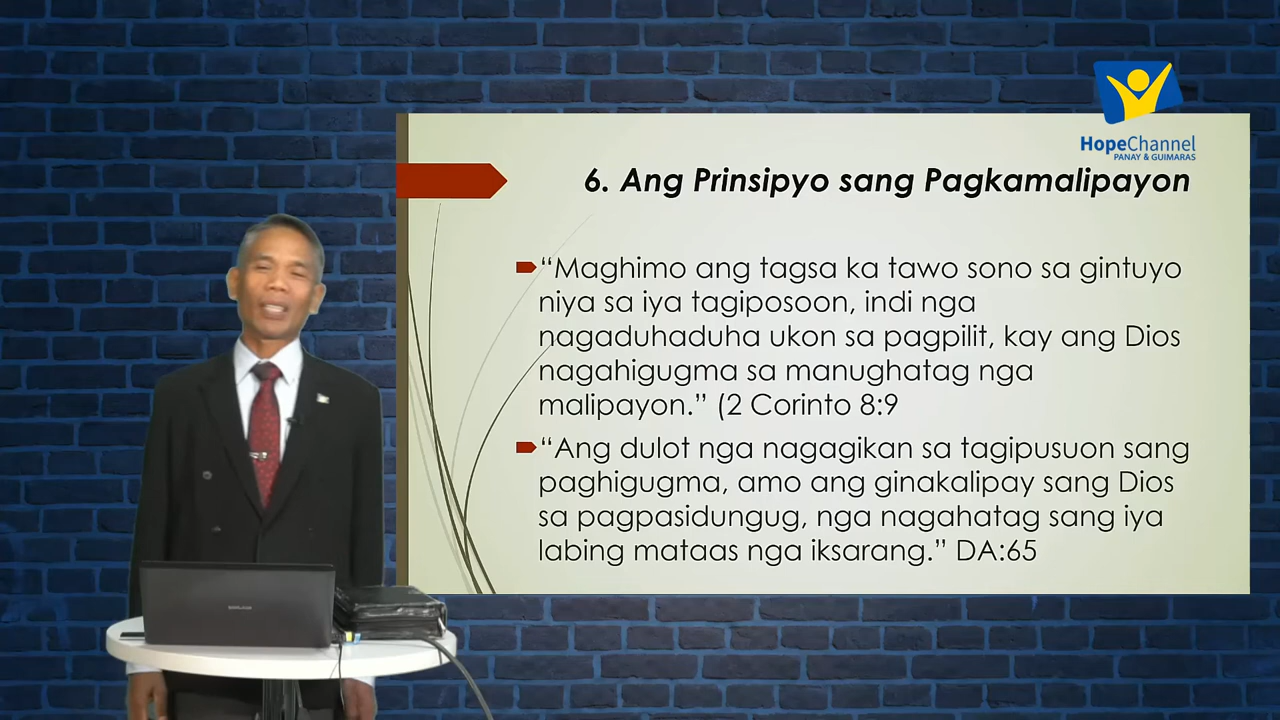 HopeChannel
PANAY & GUIMARAS
6. Ang Prinsipyo sang Pagkamalipayon
“Maghimo ang tagsa ka tawo sono sa gintuyo
niya sa iya tagiposoon, indi nga
nagaduhaduha ukon sa pagpilit, kay ang Dios
nagahigugma sa manughatag nga
malipayon.” (2 Corinto 8:9
“Ang dulot nga nagagikan sa tagipusuon sang
paghigugma, amo ang ginakalipay sang Dios
sa pagpasidungug, nga nagahatag sang iya
labing mataas nga iksarang.” DA:65